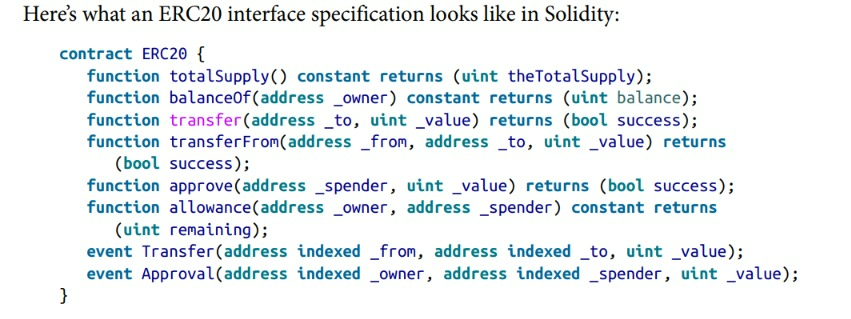 Here's what an ERC20 interface specification looks like in Solidity:
contract ERC20 {
function totalSupply() constant returns (uint theTotalSupply);
function balanceOf(address _owner) constant returns (uint balance);
function transfer(address _to, uint _value) returns (bool success);
function transferFrom(address _from, address _to, uint _value) returns
(bool success);
function approve(address _spender, uint _value) returns (bool success);
function allowance(address _owner, address _spender) constant returns
(uint remaining);
event Transfer(address indexed _from, address indexed _to, uint _value);
event Approval(address indexed _owner, address indexed _spender, uint _value);
}